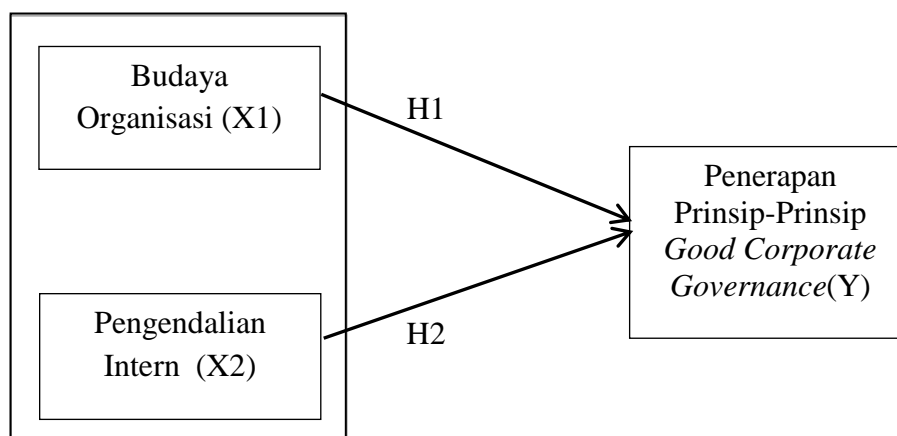 Budaya
Organisasi (X1)
H1
Penerapan
Prinsip-Prinsip
Good Corporate
Governance(Y)
Pengendalian
Intern  (X2)
H2